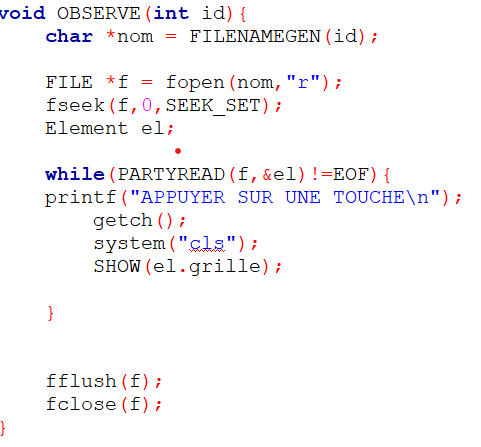 void OBSERVE(int id){
char *nom = FILENAMEGEN(id);
FILE *f = fopen(nom,"r");
fseek(f,0,SEEK_SET);
Element el;
while(PARTYREAD(f,&el)!=EOF){
printf("APPUYER SUR UNE TOUCHE\n");
getch();
system("cls");
SHOW(el.grille);
}
fflush(f);
fclose(f);
}